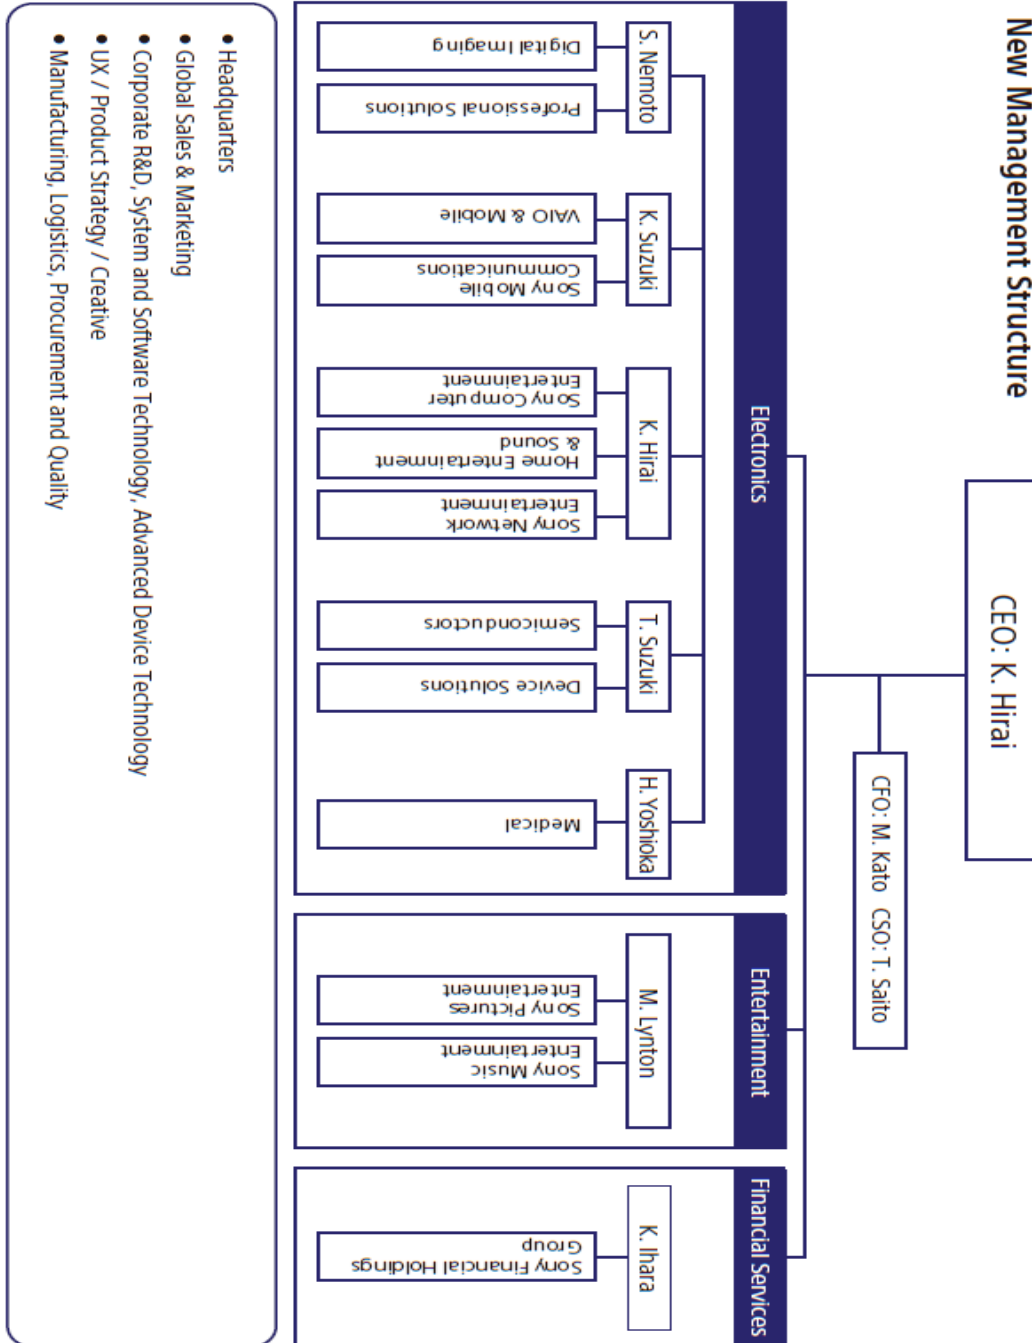 New Management Structure
CEO: K. Hirai
CFO: M. Kato   CSO: T. Saito
Electronics
S. Nemoto
Digital Imaging
Professional Solutions
K. Suzuki
VAIO & Mobile
Sony Mobile
Communications
K. Hirai
Sony Computer
Entertainment
Home Entertainment
& Sound
Sony Network
Entertainment
T. Suzuki
Semiconductors
Device Solutions
H. Yoshioka
Medical
Entertainment
M. Lynton
Sony Pictures
Entertainment
Sony Music
Entertainment
Financial Services
K. Ihara
Sony Financial Holdings
Group
• Headquarters
• Global Sales & Marketing
• Corporate R&D, System and Software Technology, Advanced Device Technology
• UX / Product Strategy / Creative
• Manufacturing, Logistics, Procurement and Quality